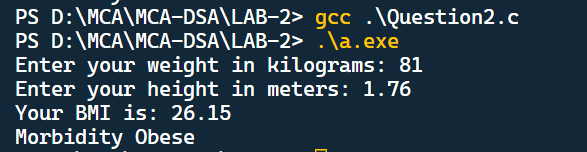 PS D:\MCA\MCA-DSA\LAB-2> gcc .\Question2.c
PS D:\MCA\MCA-DSA\LAB-2> .\a.exe
Enter your weight in kilograms: 81
Enter your height in meters: 1.76
Your BMI is: 26.15
Morbidity Obese